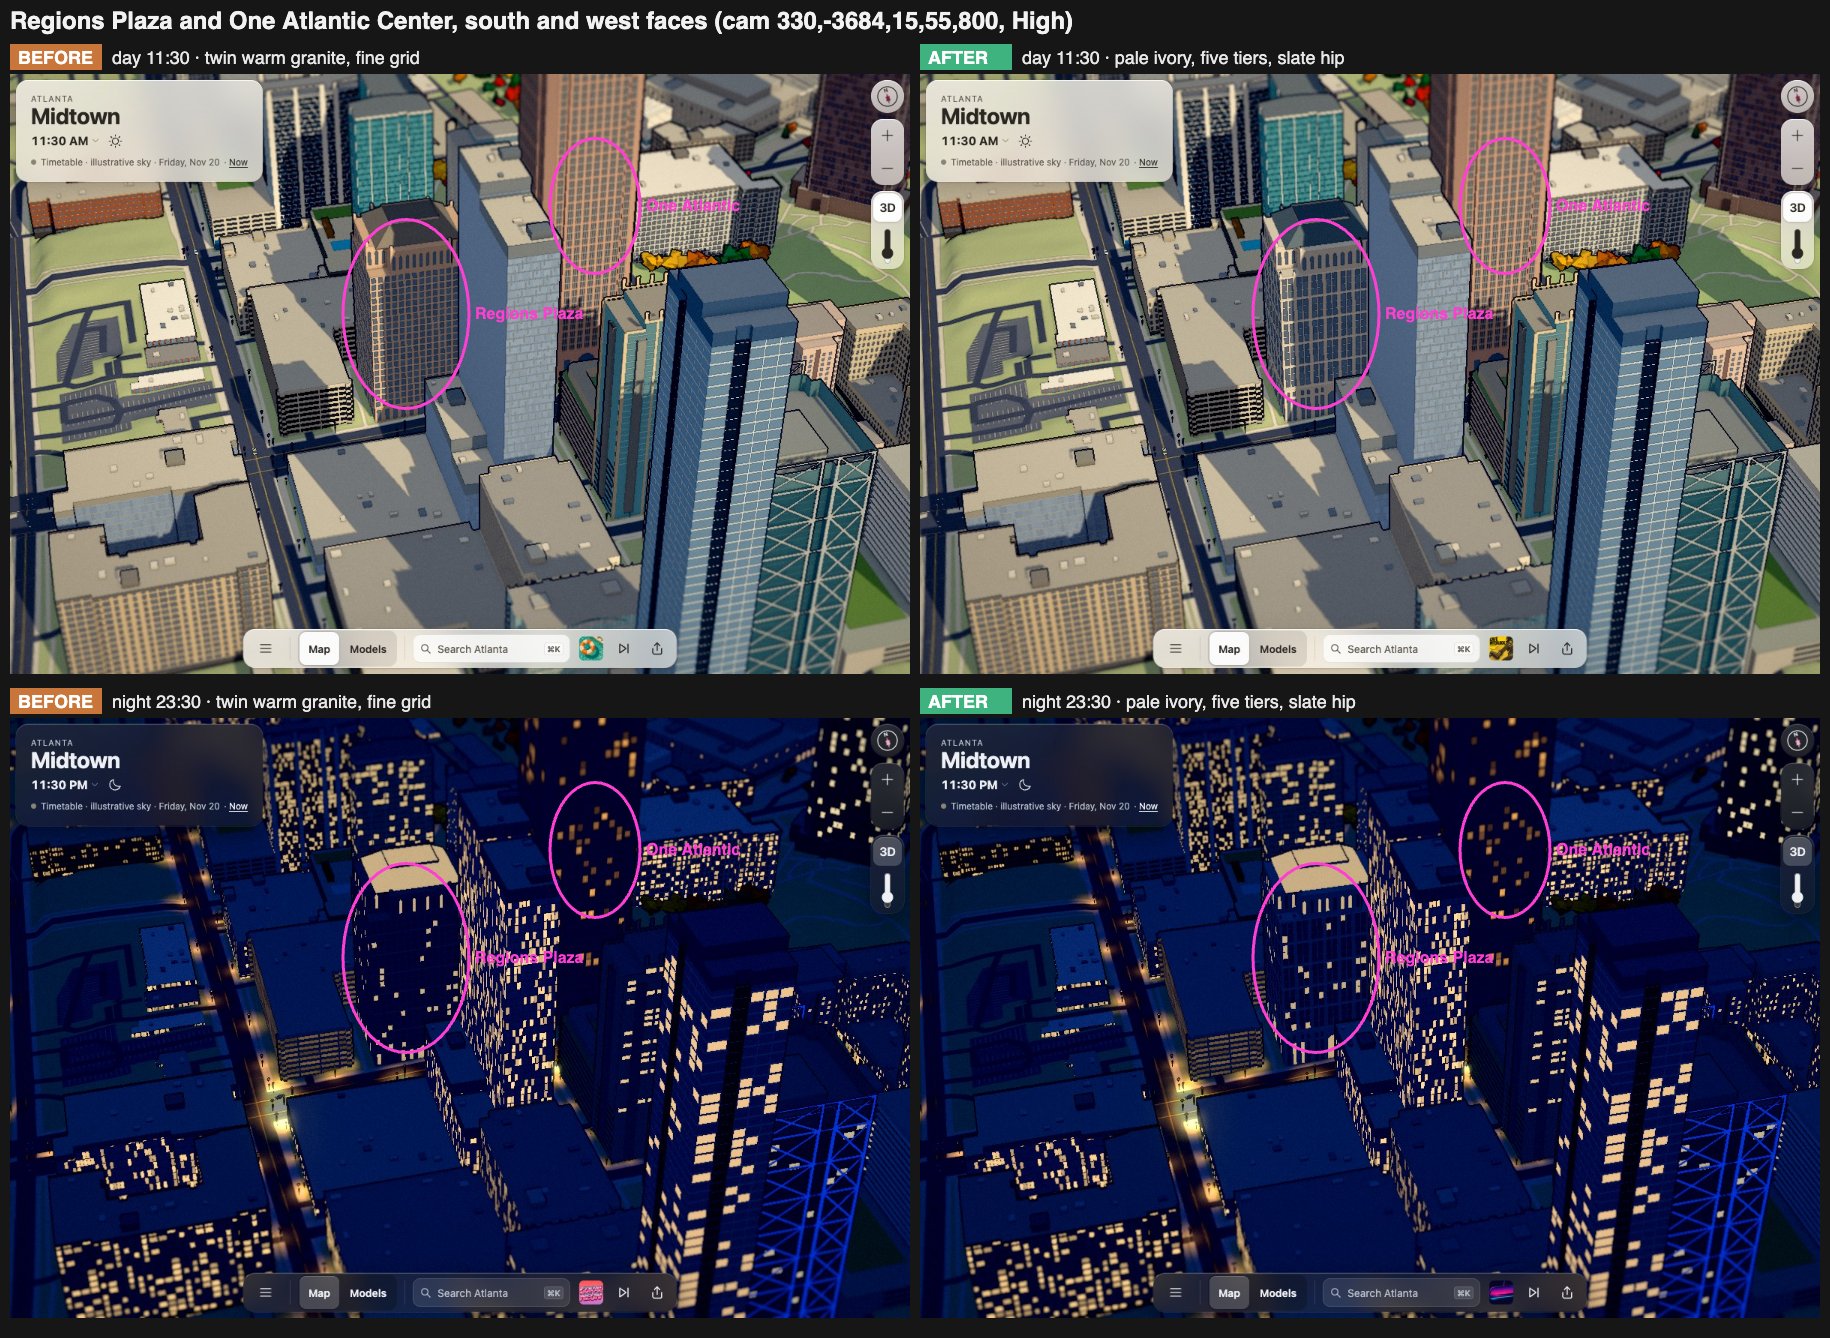 Regions Plaza and One Atlantic Center, south and west faces (cam 330,-3684,15,55,800, High)
BEFORE day 11:30 · twin warm granite, fine grid
ATLANTA
Midtown
11:30 AM
Timetable · illustrative sky · Friday, Nov 20 · Now
N
+
−
3D
One Atlantic
Regions Plaza
Map Models Search Atlanta ⌘K
AFTER day 11:30 · pale ivory, five tiers, slate hip
ATLANTA
Midtown
11:30 AM
Timetable · illustrative sky · Friday, Nov 20 · Now
N
+
−
3D
One Atlantic
Regions Plaza
Map Models Search Atlanta ⌘K
BEFORE night 23:30 · twin warm granite, fine grid
ATLANTA
Midtown
11:30 PM
Timetable · illustrative sky · Friday, Nov 20 · Now
N
+
−
3D
One Atlantic
Regions Plaza
Map Models Search Atlanta ⌘K
AFTER night 23:30 · pale ivory, five tiers, slate hip
ATLANTA
Midtown
11:30 PM
Timetable · illustrative sky · Friday, Nov 20 · Now
N
+
−
3D
One Atlantic
Regions Plaza
Map Models Search Atlanta ⌘K